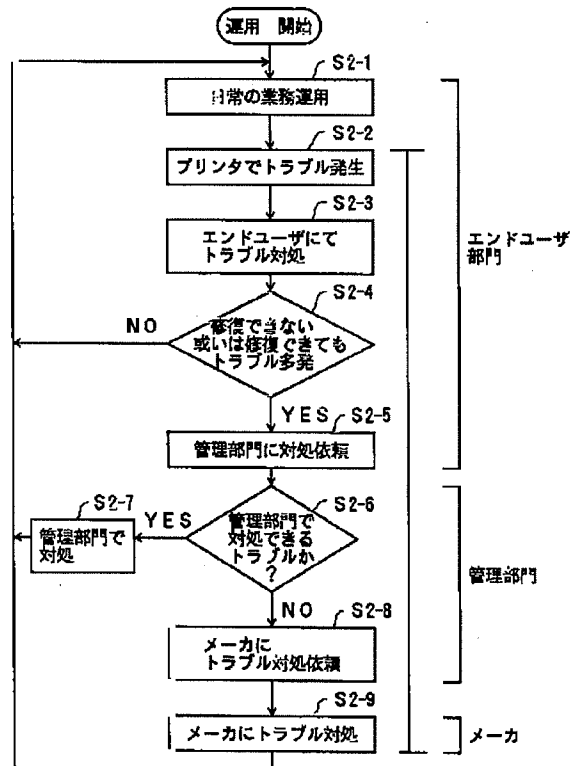 運用 開始
S2-1
日常の業務運用
S2-2
プリンタでトラブル発生
S2-3
エンドユーザにて
トラブル対処
エンドユーザ
部門
S2-4
NO
修復できない
或いは修復できても
トラブル多発
YES
S2-5
管理部門に対処依頼
S2-6
S2-7
YES
管理部門で
対処できる
トラブルか
?
管理部門で
対処
管理部門
NO
S2-8
メーカに
トラブル対処依頼
S2-9
メーカにトラブル対処
メーカ